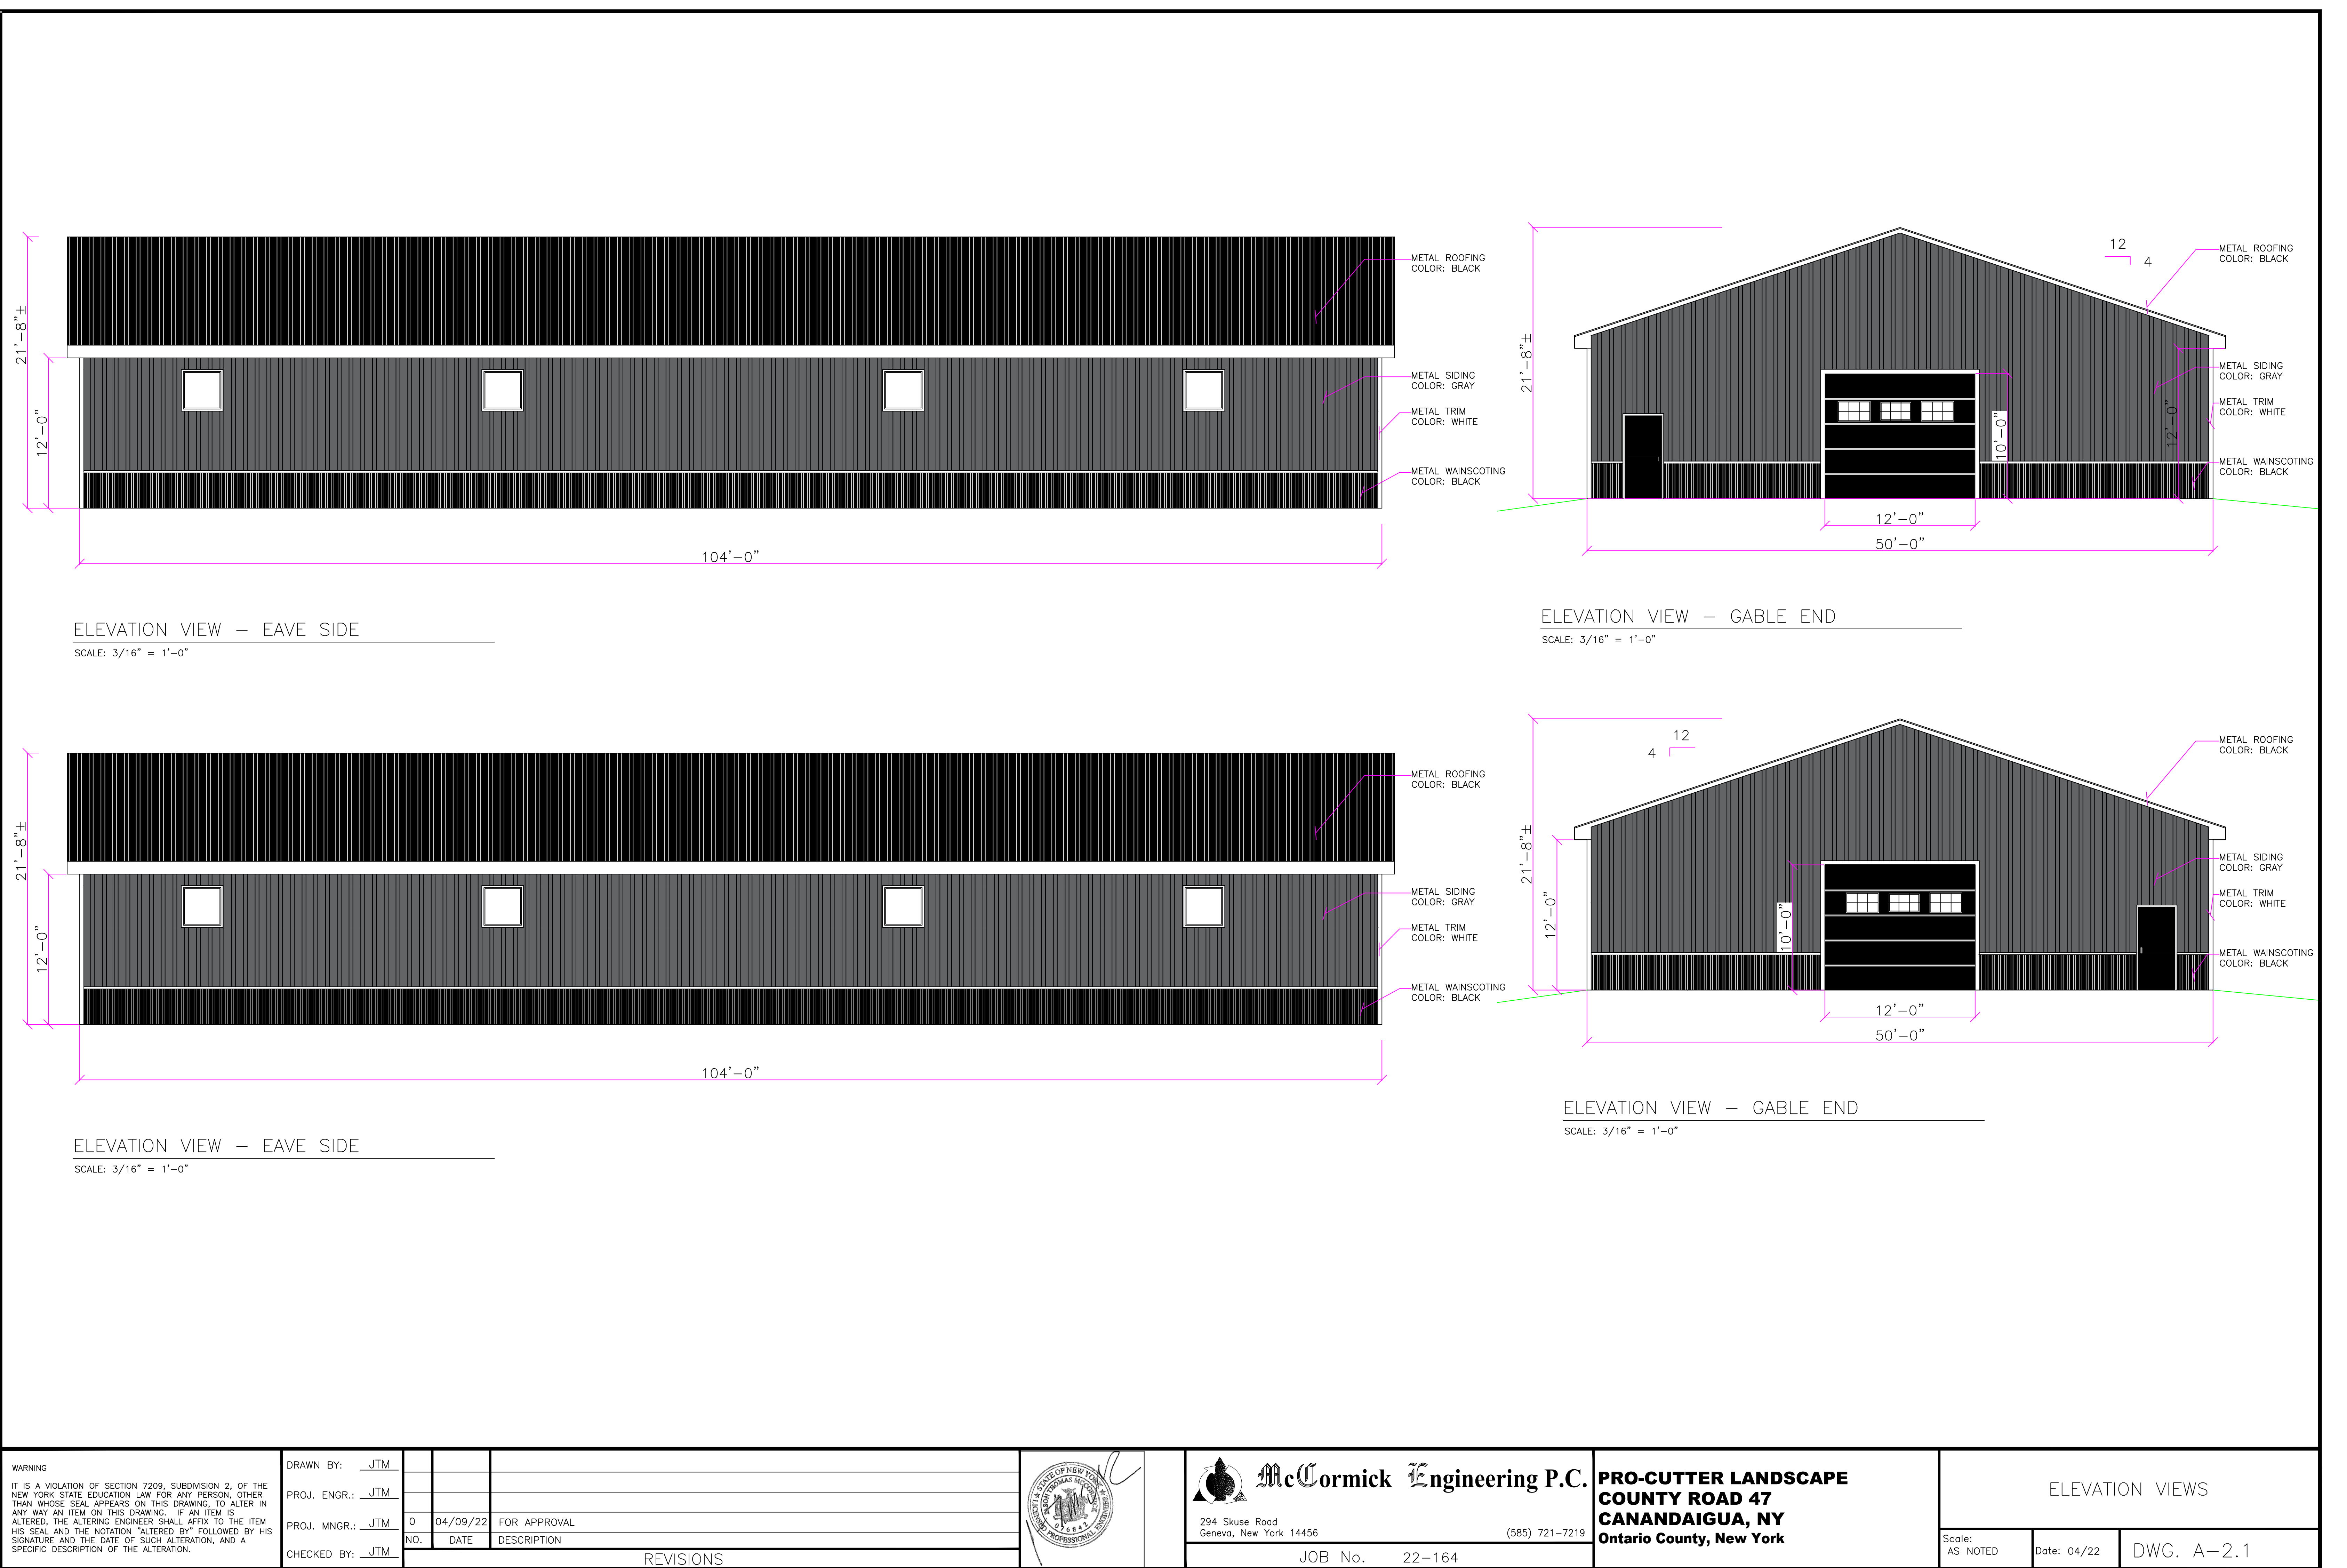 21'-8"±
12'-0"
METAL ROOFING
COLOR: BLACK
METAL SIDING
COLOR: GRAY
METAL TRIM
COLOR: WHITE
METAL WAINSCOTING
COLOR: BLACK
104'-0"
ELEVATION VIEW - EAVE SIDE
SCALE: 3/16" = 1'-0"
21'-8"±
12
4
METAL ROOFING
COLOR: BLACK
METAL SIDING
COLOR: GRAY
METAL TRIM
COLOR: WHITE
METAL WAINSCOTING
COLOR: BLACK
10'-0"
12'-0"
12'-0"
50'-0"
ELEVATION VIEW - GABLE END
SCALE: 3/16" = 1'-0"
21'-8"±
12'-0"
METAL ROOFING
COLOR: BLACK
METAL SIDING
COLOR: GRAY
METAL TRIM
COLOR: WHITE
METAL WAINSCOTING
COLOR: BLACK
104'-0"
ELEVATION VIEW - EAVE SIDE
SCALE: 3/16" = 1'-0"
21'-8"±
12'-0"
12
4
10'-0"
METAL ROOFING
COLOR: BLACK
METAL SIDING
COLOR: GRAY
METAL TRIM
COLOR: WHITE
METAL WAINSCOTING
COLOR: BLACK
12'-0"
50'-0"
ELEVATION VIEW - GABLE END
SCALE: 3/16" = 1'-0"
WARNING
IT IS A VIOLATION OF SECTION 7209, SUBDIVISION 2, OF THE
NEW YORK STATE EDUCATION LAW FOR ANY PERSON, OTHER
THAN WHOSE SEAL APPEARS ON THIS DRAWING, TO ALTER IN
ANY WAY AN ITEM ON THIS DRAWING. IF AN ITEM IS
ALTERED, THE ALTERING ENGINEER SHALL AFFIX TO THE ITEM
HIS SEAL AND THE NOTATION "ALTERED BY" FOLLOWED BY HIS
SIGNATURE AND THE DATE OF SUCH ALTERATION, AND A
SPECIFIC DESCRIPTION OF THE ALTERATION.
DRAWN BY: JTM
PROJ. ENGR.: JTM
PROJ. MNGR.: JTM
CHECKED BY: JTM
0 04/09/22 FOR APPROVAL
NO. DATE DESCRIPTION
REVISIONS
STATE OF NEW YORK
JASON THOMAS MCCORMICK
076843
LICENSED PROFESSIONAL ENGINEER
McCormick Engineering P.C.
294 Skuse Road
Geneva, New York 14456 (585) 721-7219
JOB No. 22-164
PRO-CUTTER LANDSCAPE
COUNTY ROAD 47
CANANDAIGUA, NY
Ontario County, New York
ELEVATION VIEWS
Scale:
AS NOTED
Date: 04/22
DWG. A-2.1